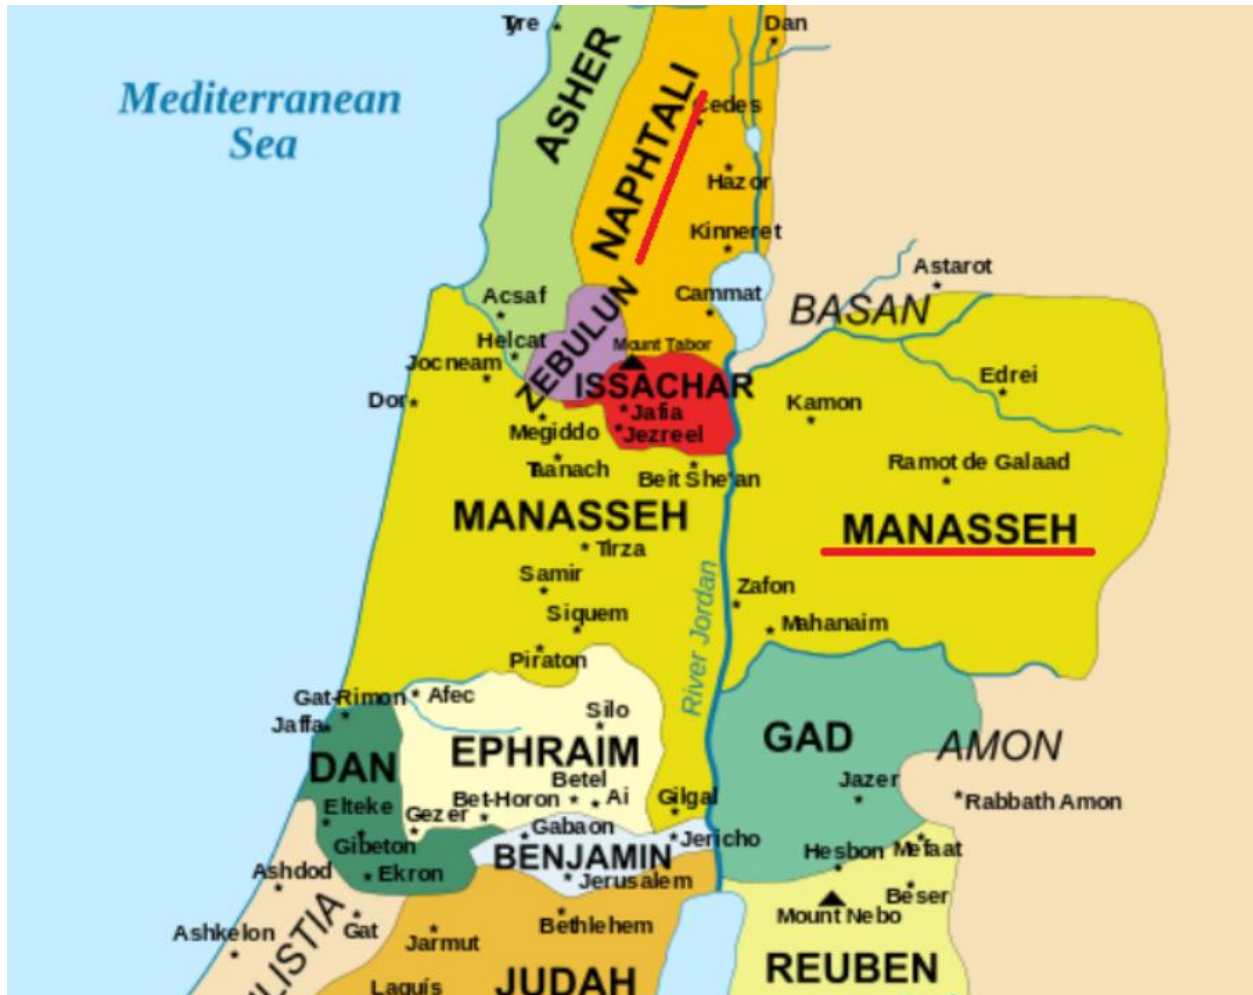 Tyre
Dan
ASHER
Mediterranean
Sea
NAPHTALI
Cedes
Hazor
Kinneret
Astarot
Acsaf
ZEBULUN
Cammat
BASAN
Helcat
Mount Tabor
Jocneam
ISSACHAR
Edrei
Dor
Jafia
Kamon
Megiddo
Jezreel
Taanach
Beit She'an
Ramot de Galaad
MANASSEH
MANASSEH
Tirza
Samir
Zafon
Siquem
River Jordan
Mahanaim
Piraton
Gat-Rimon
Afec
Jaffa
Silo
GAD
AMON
DAN
EPHRAIM
Betel
Jazer
Elteke
Bet-Horon
Ai
Gilgal
Rabbath Amon
Gezer
Gabaon
Jericho
Gibeton
BENJAMIN
Hesbon
Mefaat
Ashdod
Ekron
Jerusalem
Beser
Mount Nebo
Ashkelon
Gat
Jarmut
Bethlehem
ILISTIA
JUDAH
REUBEN
Laquis